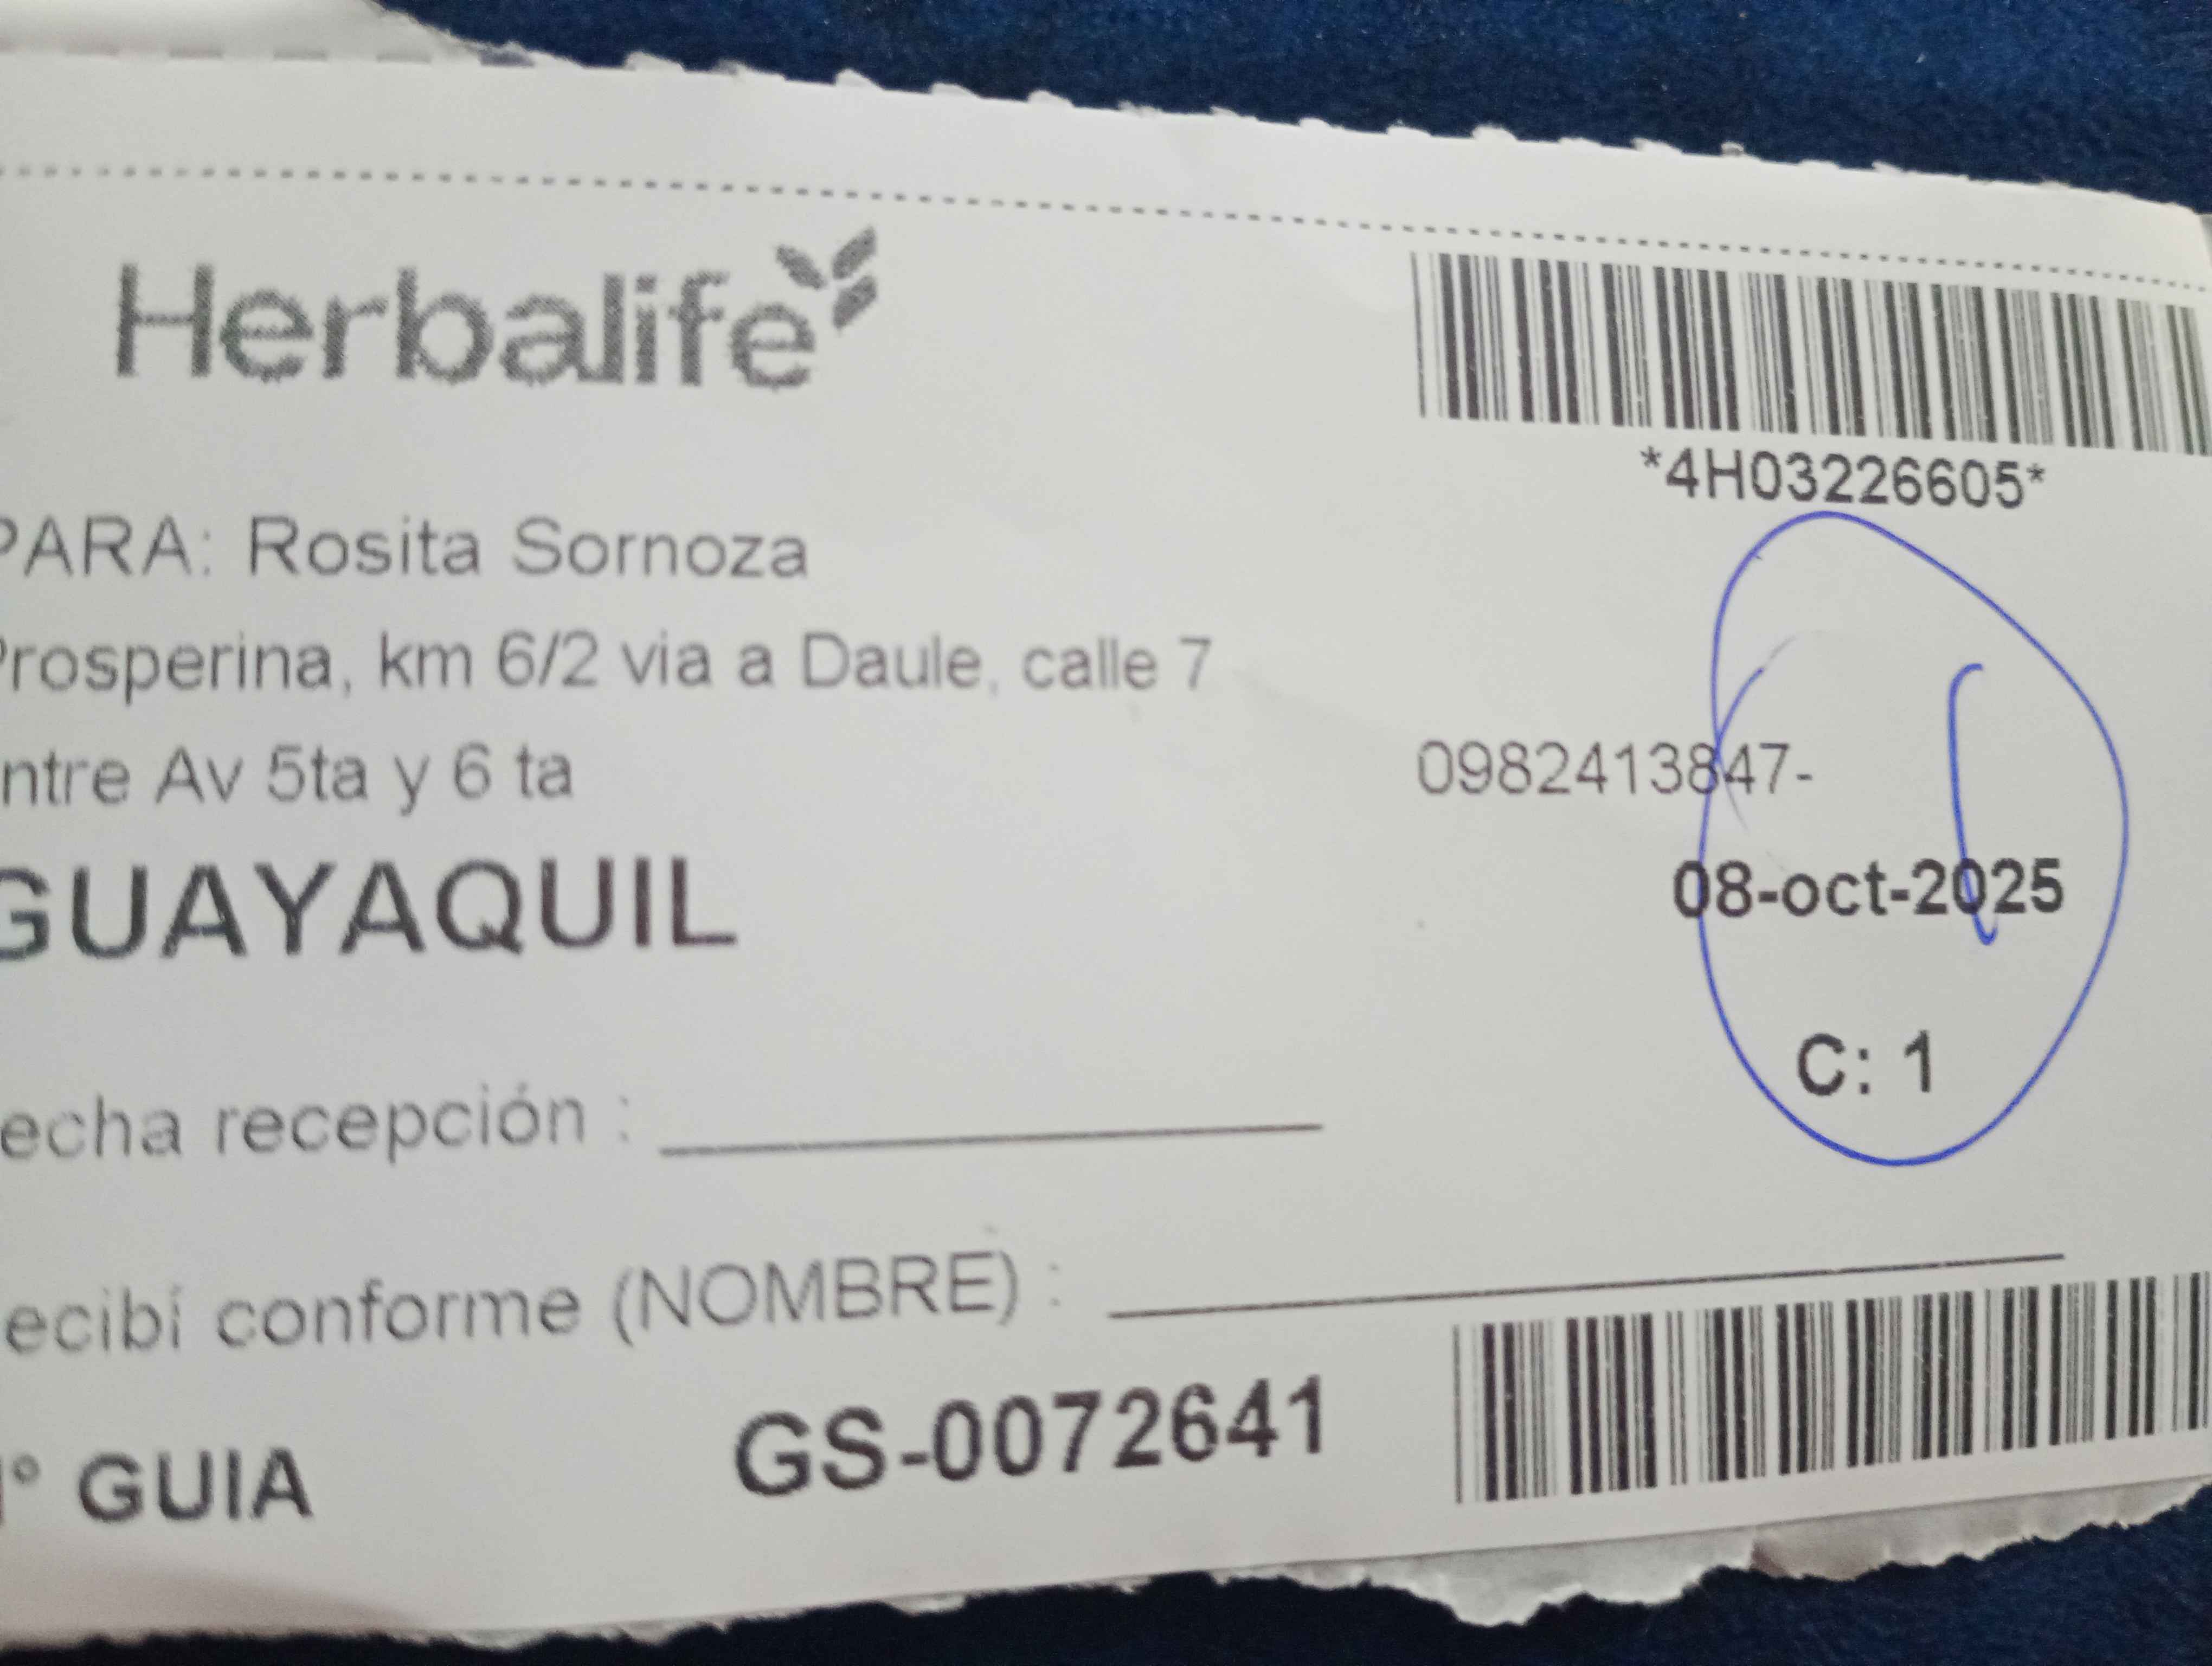 Herbalife
*4H03226605*
PARA: Rosita Sornoza
Prosperina, km 6/2 via a Daule, calle 7
ntre Av 5ta y 6 ta
0982413847-
GUAYAQUIL
08-oct-2025
C: 1
echa recepción :
ecibí conforme (NOMBRE) :
° GUIA
GS-0072641